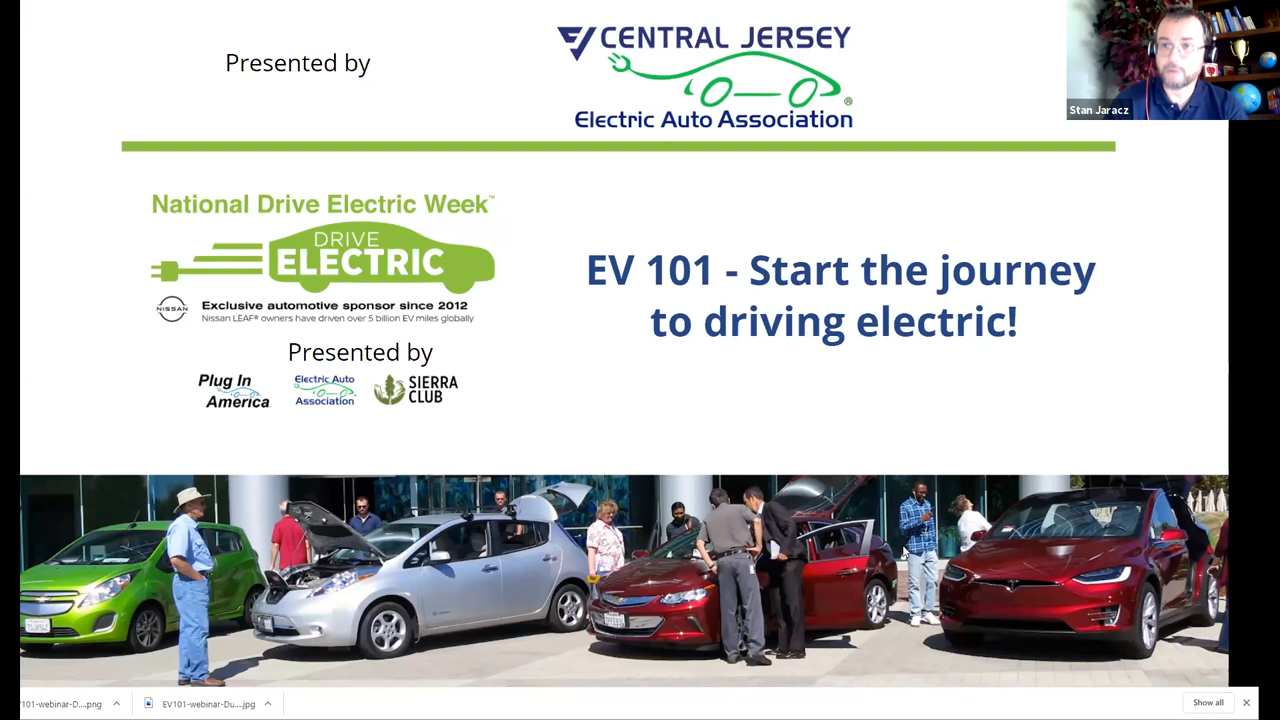 Presented by
CENTRAL JERSEY
Electric Auto Association
®
Stan Jaracz
National Drive Electric Week™
DRIVE
ELECTRIC
NISSAN
Exclusive automotive sponsor since 2012
Nissan LEAF® owners have driven over 5 billion EV miles globally
Presented by
Plug In
America
Electric Auto
Association
SIERRA
CLUB
EV 101 - Start the journey
to driving electric!
'101-webinar-D....png
EV101-webinar-Du....jpg
Show all